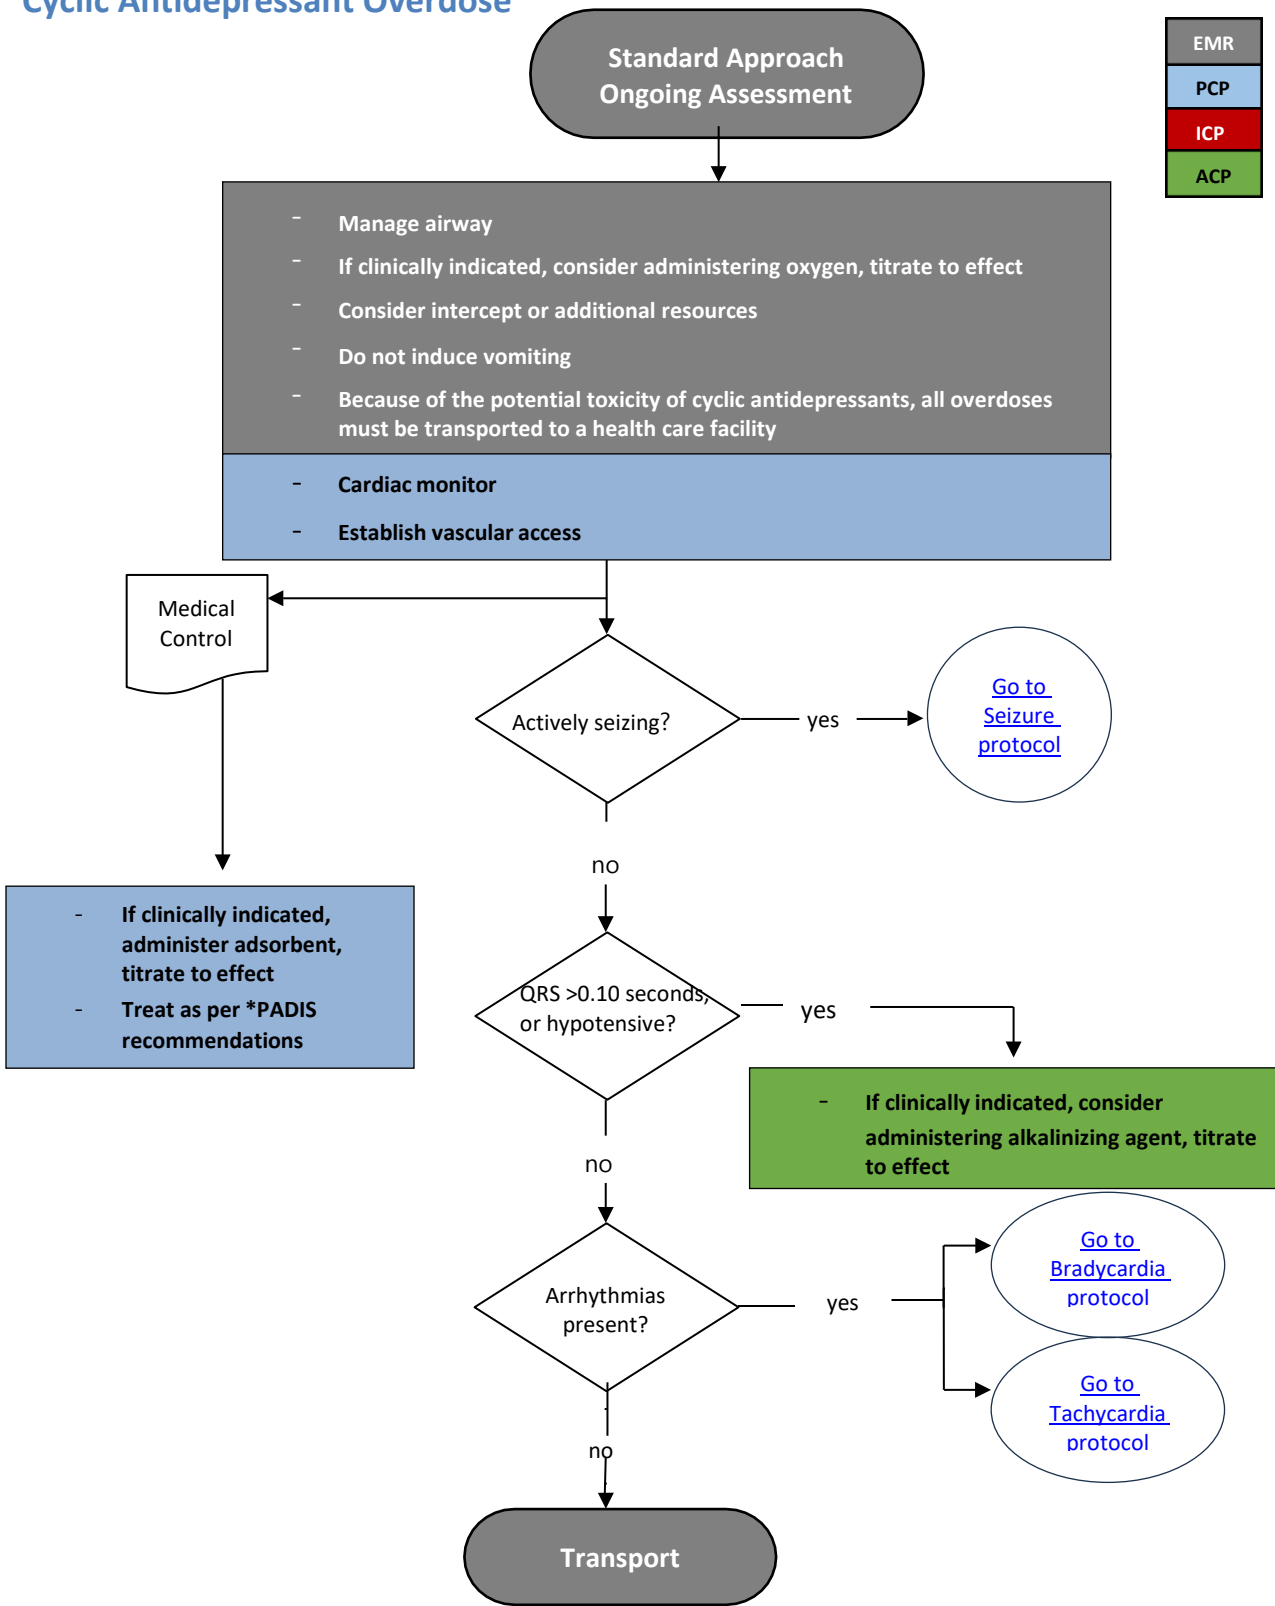 Cyclic Antidepressant Overdose
Standard Approach
Ongoing Assessment
EMR
PCP
ICP
ACP
- Manage airway
- If clinically indicated, consider administering oxygen, titrate to effect
- Consider intercept or additional resources
- Do not induce vomiting
- Because of the potential toxicity of cyclic antidepressants, all overdoses
must be transported to a health care facility
- Cardiac monitor
- Establish vascular access
Medical
Control
Actively seizing?
yes
Go to
Seizure
protocol
no
- If clinically indicated,
administer adsorbent,
titrate to effect
- Treat as per *PADIS
recommendations
QRS >0.10 seconds,
or hypotensive?
yes
- If clinically indicated, consider
administering alkalinizing agent, titrate
to effect
no
Arrhythmias
present?
yes
Go to
Bradycardia
protocol
Go to
Tachycardia
protocol
no
Transport